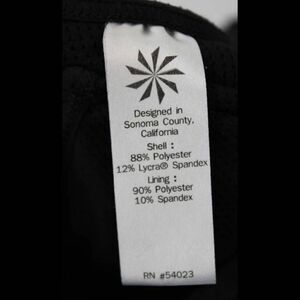 Designed in
Sonoma County,
California
Shell :
88% Polyester
12% Lycra® Spandex
Lining :
90% Polyester
10% Spandex
RN #54023